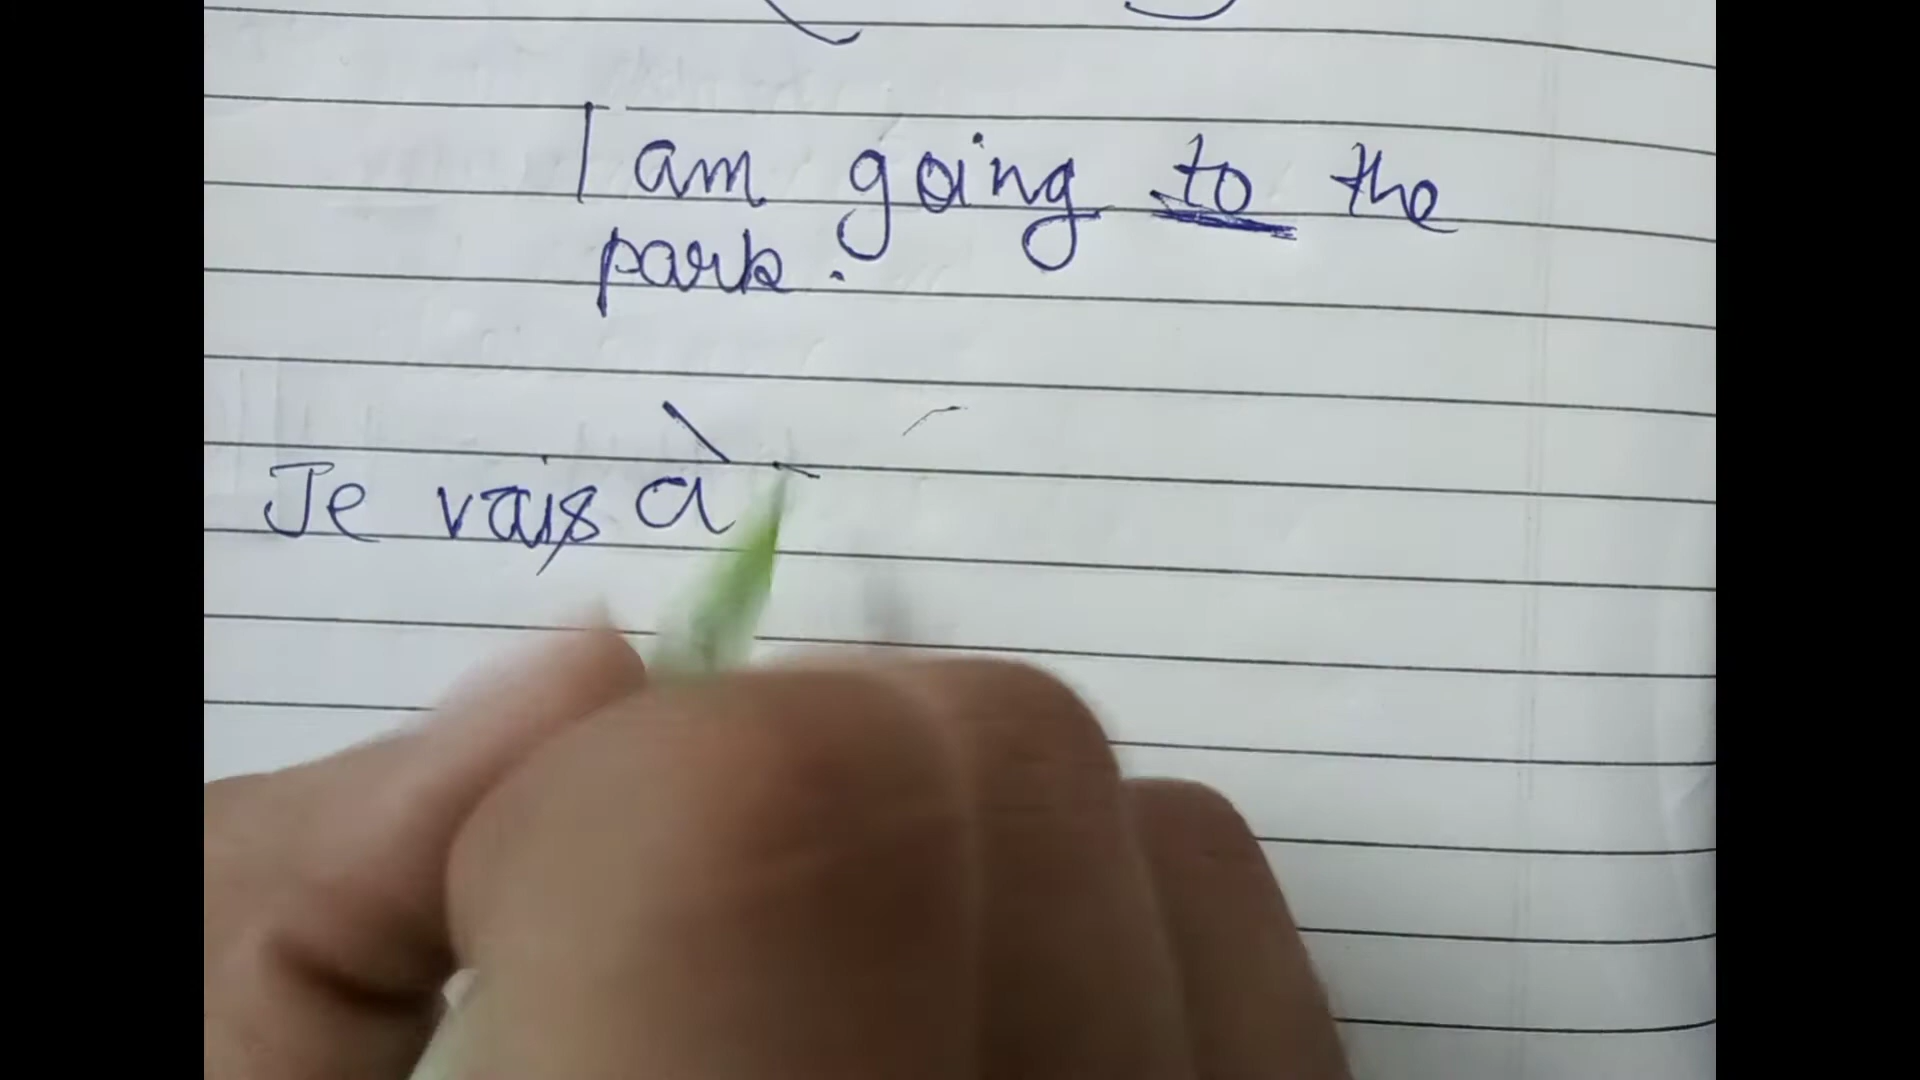 I am going to the
park.
Je vais à